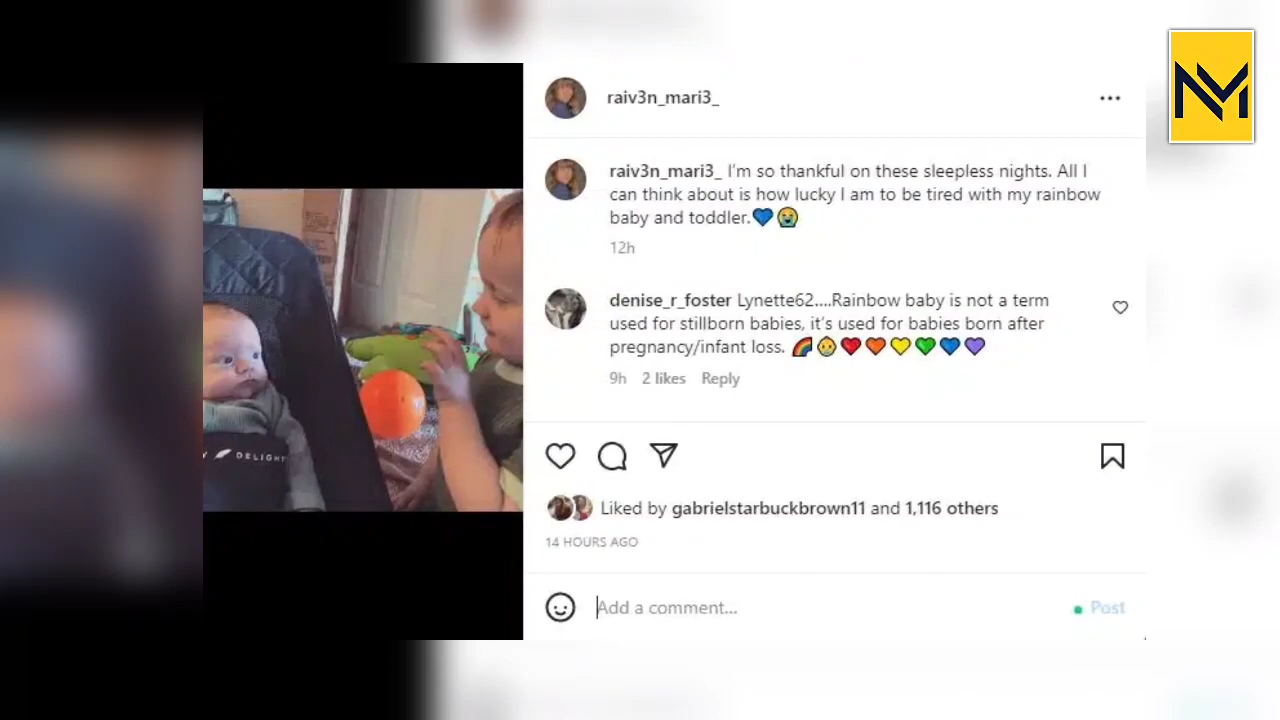 raiv3n_mari3_
raiv3n_mari3_ I'm so thankful on these sleepless nights. All I
can think about is how lucky I am to be tired with my rainbow
baby and toddler.💙😭
12h
denise_r_foster Lynette62....Rainbow baby is not a term
used for stillborn babies, it's used for babies born after
pregnancy/infant loss. 🌈👶❤️🧡💛💚💙💜
9h 2 likes Reply
Y DELIGHT
Liked by gabrielstarbuckbrown11 and 1,116 others
14 HOURS AGO
Add a comment... Post